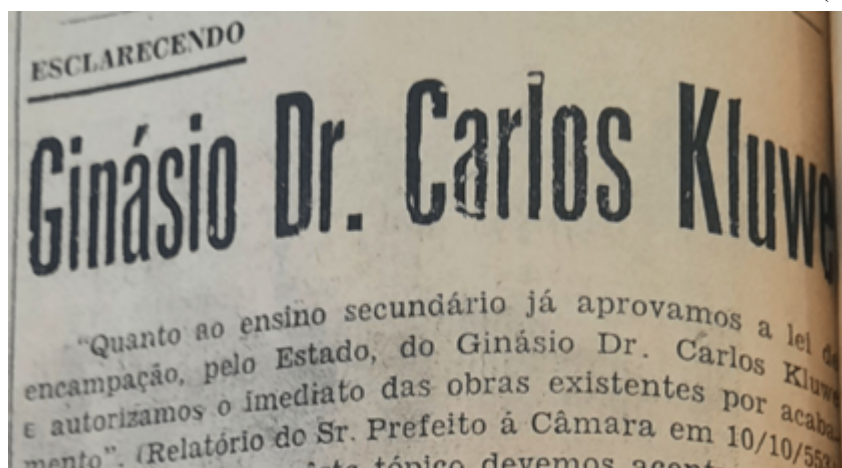 ESCLARECENDO
Ginásio Dr. Carlos Kluwe
"Quanto ao ensino secundário já aprovamos a lei de
encampação, pelo Estado, do Ginásio Dr. Carlos Kluwe
e autorizamos o imediato das obras existentes por acaba-
mento". (Relatório do Sr. Prefeito á Câmara em 10/10/55
tópico devemos